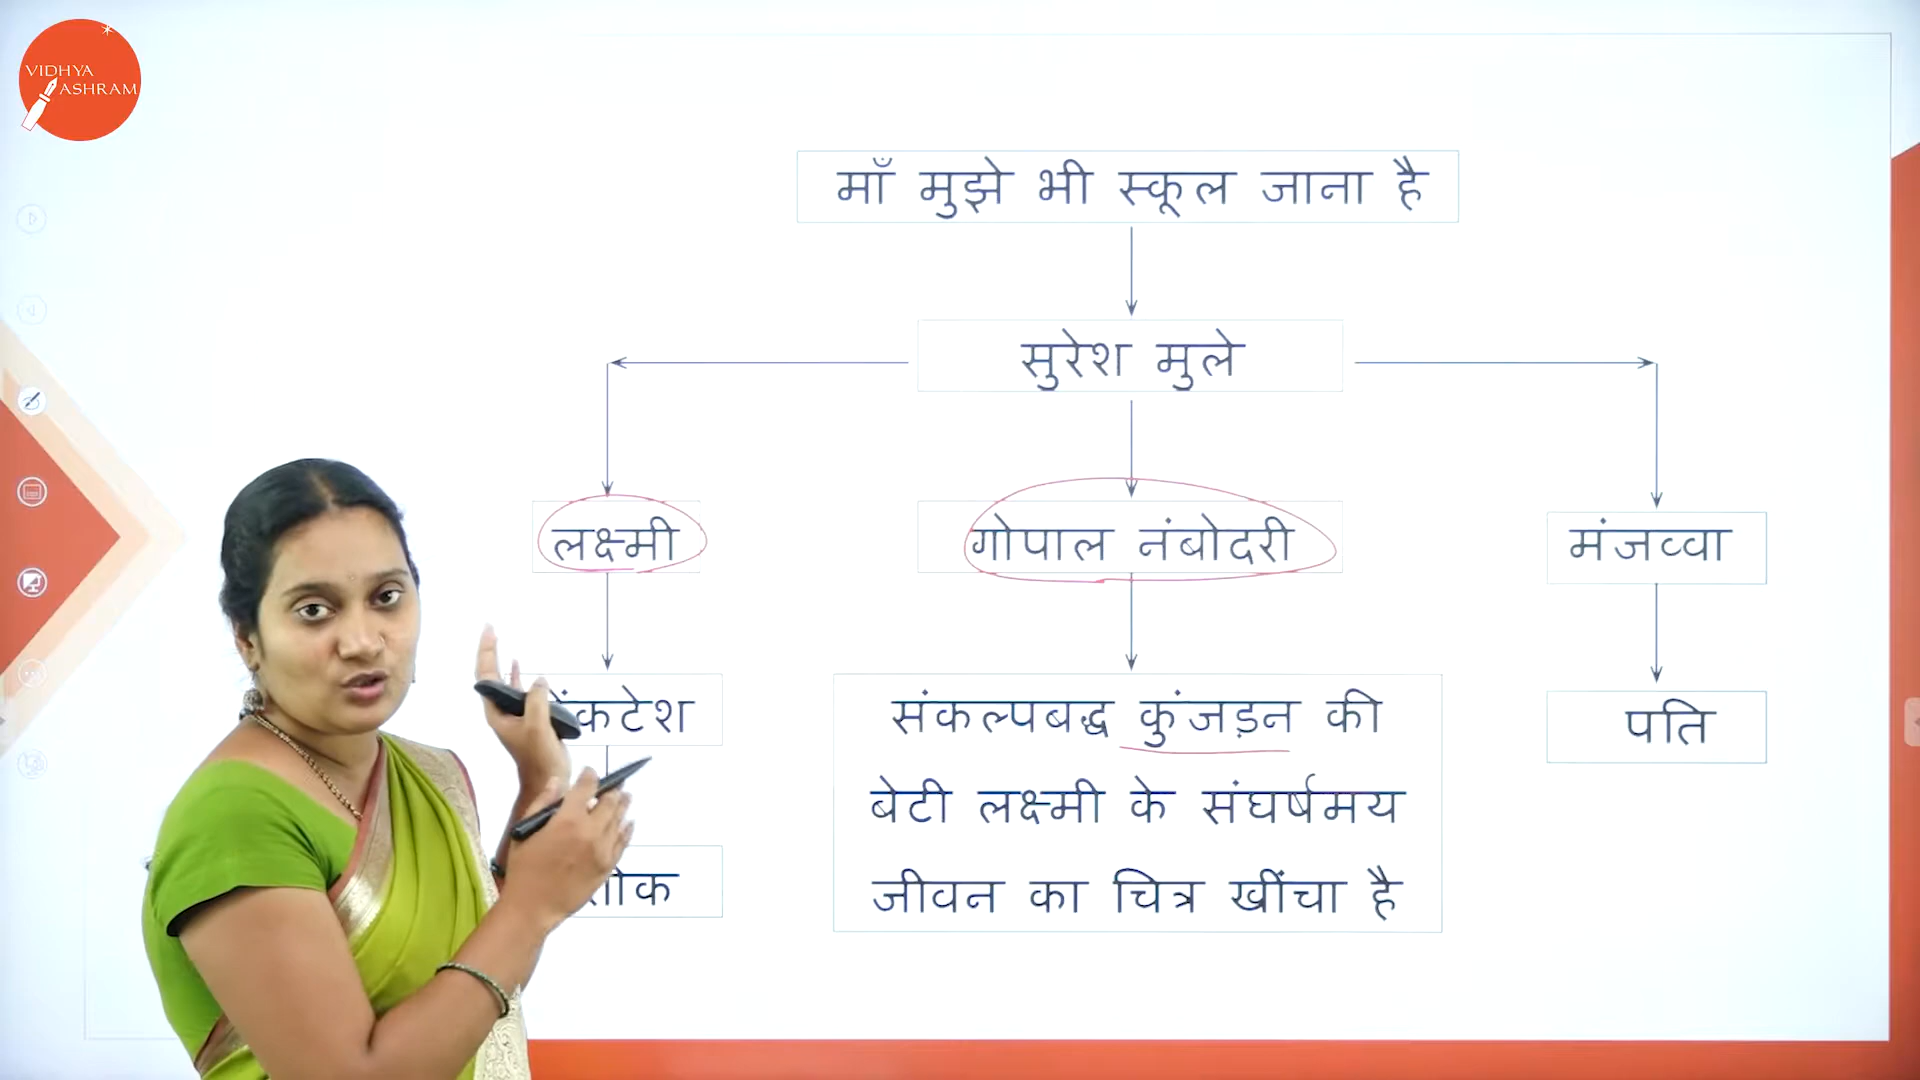 VIDHYA
ASHRAM
माँ मुझे भी स्कूल जाना है
सुरेश मुले
लक्ष्मी
गोपाल नंबोदरी
मंजव्वा
संकल्पबद्ध कुंजड़न की
बेटी लक्ष्मी के संघर्षमय
जीवन का चित्र खींचा है
पति